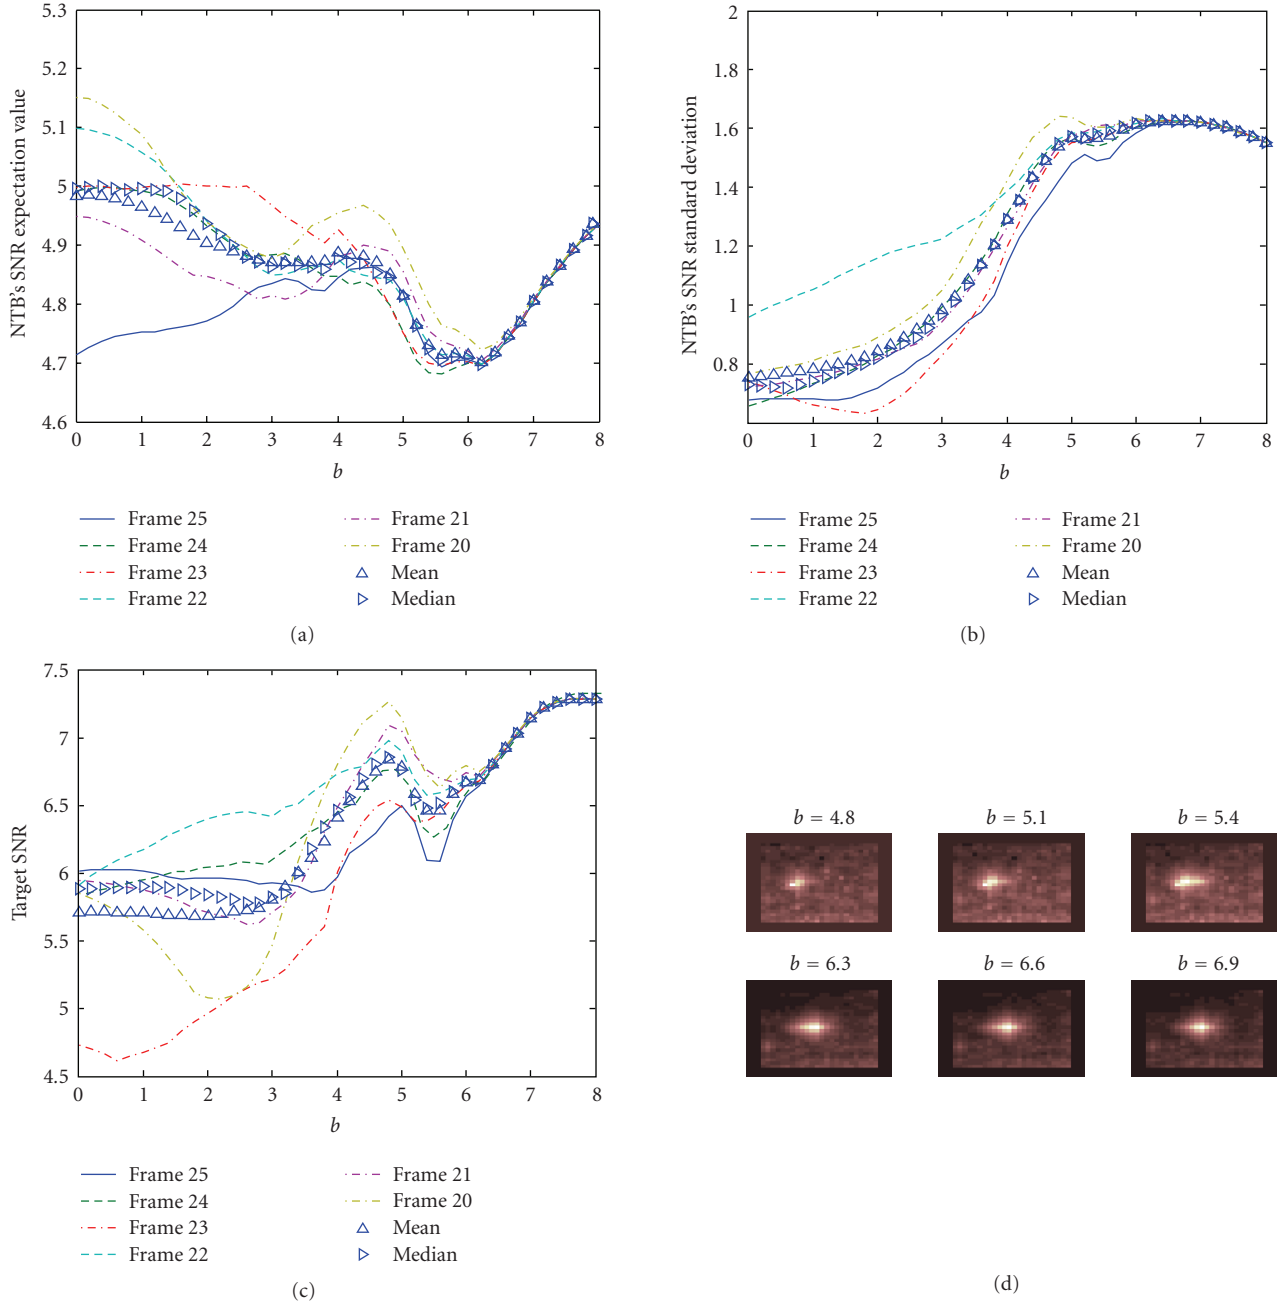 5.3
5.2
5.1
5
4.9
4.8
4.7
4.6
NTB's SNR expectation value
0 1 2 3 4 5 6 7 8
b
Frame 25
Frame 24
Frame 23
Frame 22
Frame 21
Frame 20
Mean
Median
(a)
2
1.8
1.6
1.4
1.2
1
0.8
NTB's SNR standard deviation
0 1 2 3 4 5 6 7 8
b
Frame 25
Frame 24
Frame 23
Frame 22
Frame 21
Frame 20
Mean
Median
(b)
7.5
7
6.5
6
5.5
5
4.5
Target SNR
0 1 2 3 4 5 6 7 8
b
Frame 25
Frame 24
Frame 23
Frame 22
Frame 21
Frame 20
Mean
Median
(c)
b = 4.8
b = 5.1
b = 5.4
b = 6.3
b = 6.6
b = 6.9
(d)